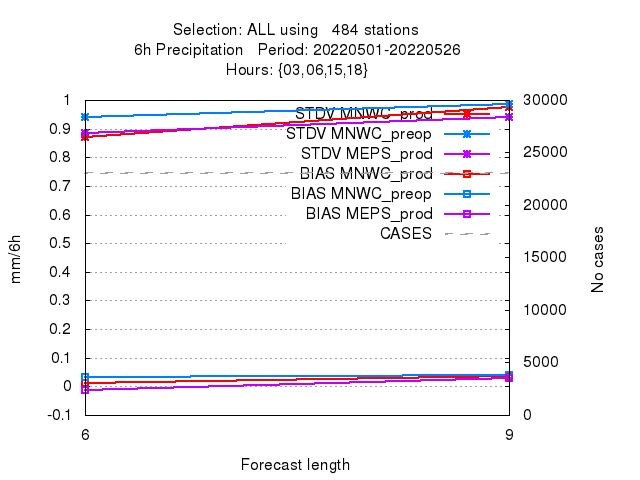 Selection: ALL using   484 stations
6h Precipitation   Period: 20220501-20220526
Hours: {03,06,15,18}
1
0.9
0.8
0.7
0.6
0.5
0.4
0.3
0.2
0.1
0
-0.1
mm/6h
STDV MNWC_prod
STDV MNWC_preop
STDV MEPS_prod
BIAS MNWC_prod
BIAS MNWC_preop
BIAS MEPS_prod
CASES
30000
25000
20000
15000
10000
5000
0
No cases
6
9
Forecast length